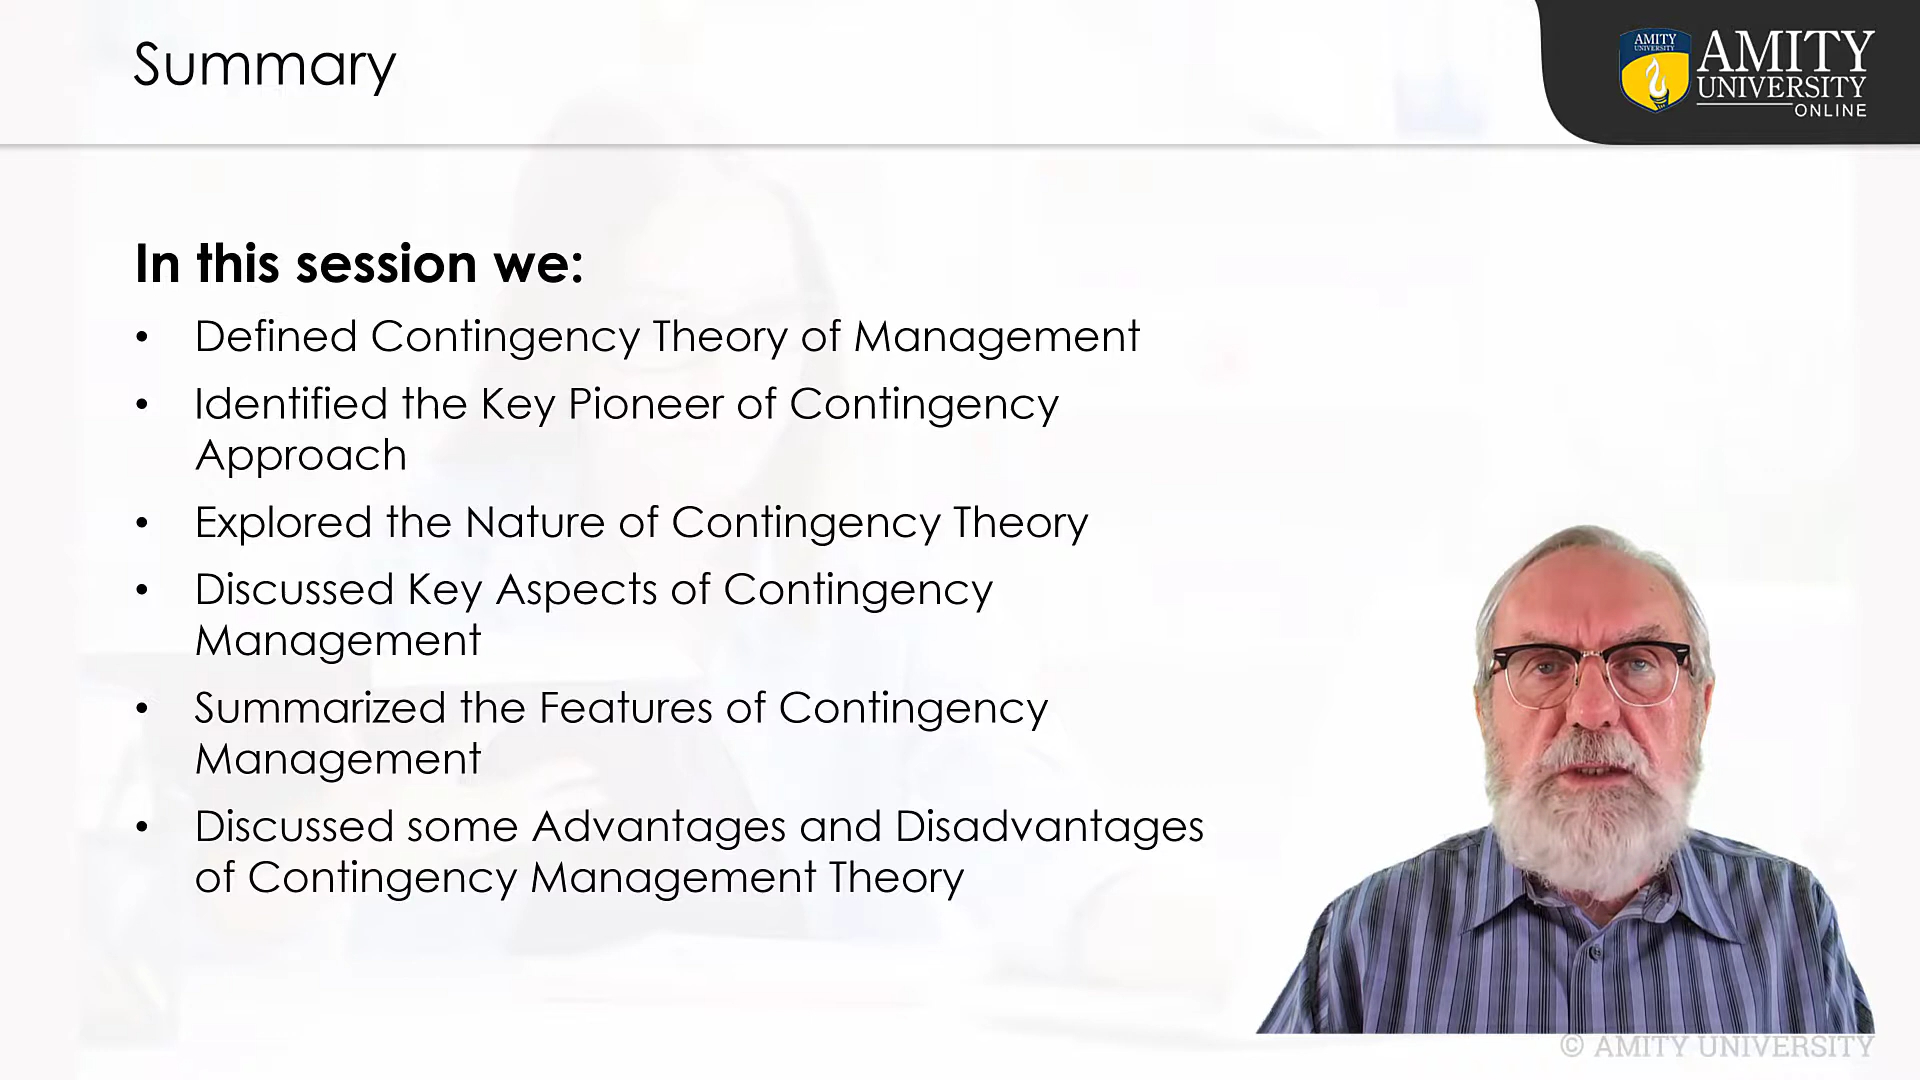 Summary
AMITY
UNIVERSITY
AMITY
UNIVERSITY
ONLINE
In this session we:
• Defined Contingency Theory of Management
• Identified the Key Pioneer of Contingency
Approach
• Explored the Nature of Contingency Theory
• Discussed Key Aspects of Contingency
Management
• Summarized the Features of Contingency
Management
• Discussed some Advantages and Disadvantages
of Contingency Management Theory
© AMITY UNIVERSITY